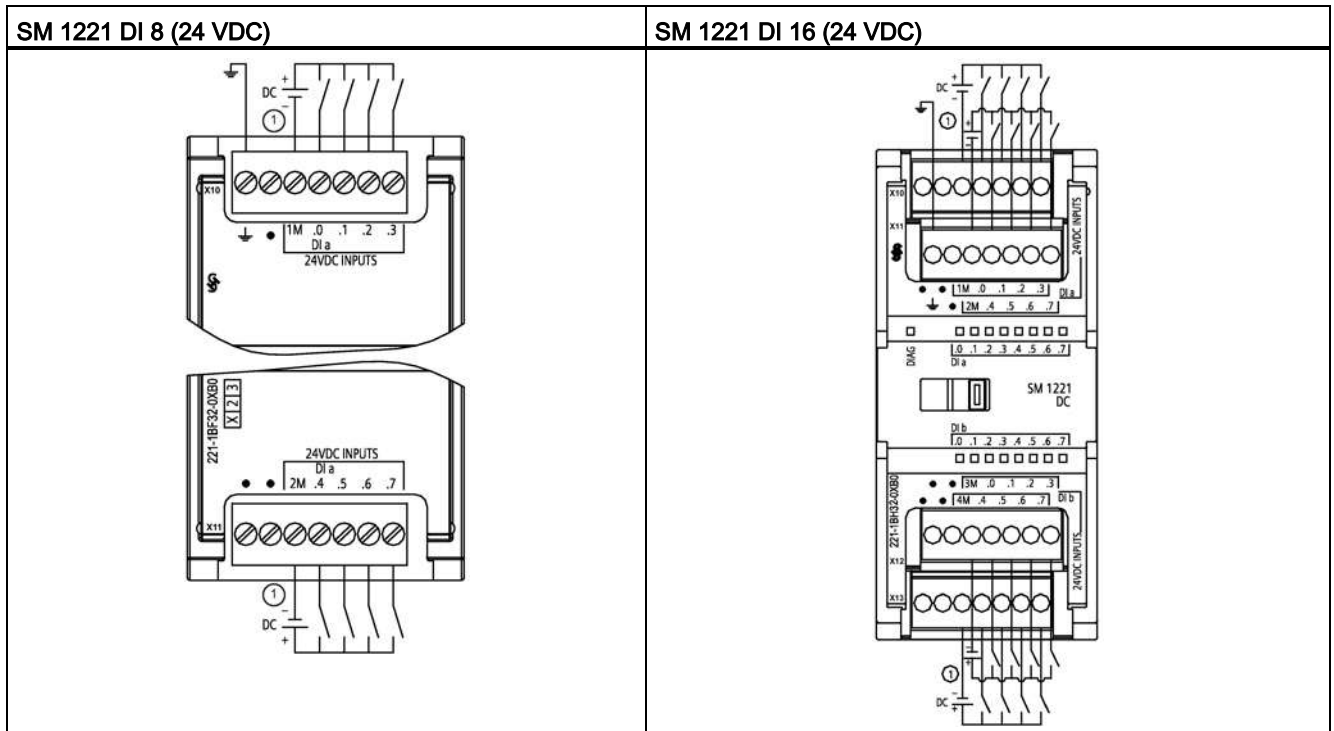 SM 1221 DI 8 (24 VDC)
+
DC
−
1
X10
1M .0 .1 .2 .3
DI a
24VDC INPUTS
221-1BF32-0XB0
X 2 3
24VDC INPUTS
DI a
2M .4 .5 .6 .7
X11
1
−
DC
+
SM 1221 DI 16 (24 VDC)
+
DC
−
1
+
−
X10
X11
24VDC INPUTS
1M .0 .1 .2 .3
DI a
2M .4 .5 .6 .7
DIAG
.0 .1 .2 .3 .4 .5 .6 .7
DI a
SM 1221
DC
DI b
.0 .1 .2 .3 .4 .5 .6 .7
3M .0 .1 .2 .3
4M .4 .5 .6 .7
DI b
221-1BH32-0XB0
24VDC INPUTS
X12
X13
−
+
1
−
DC
+